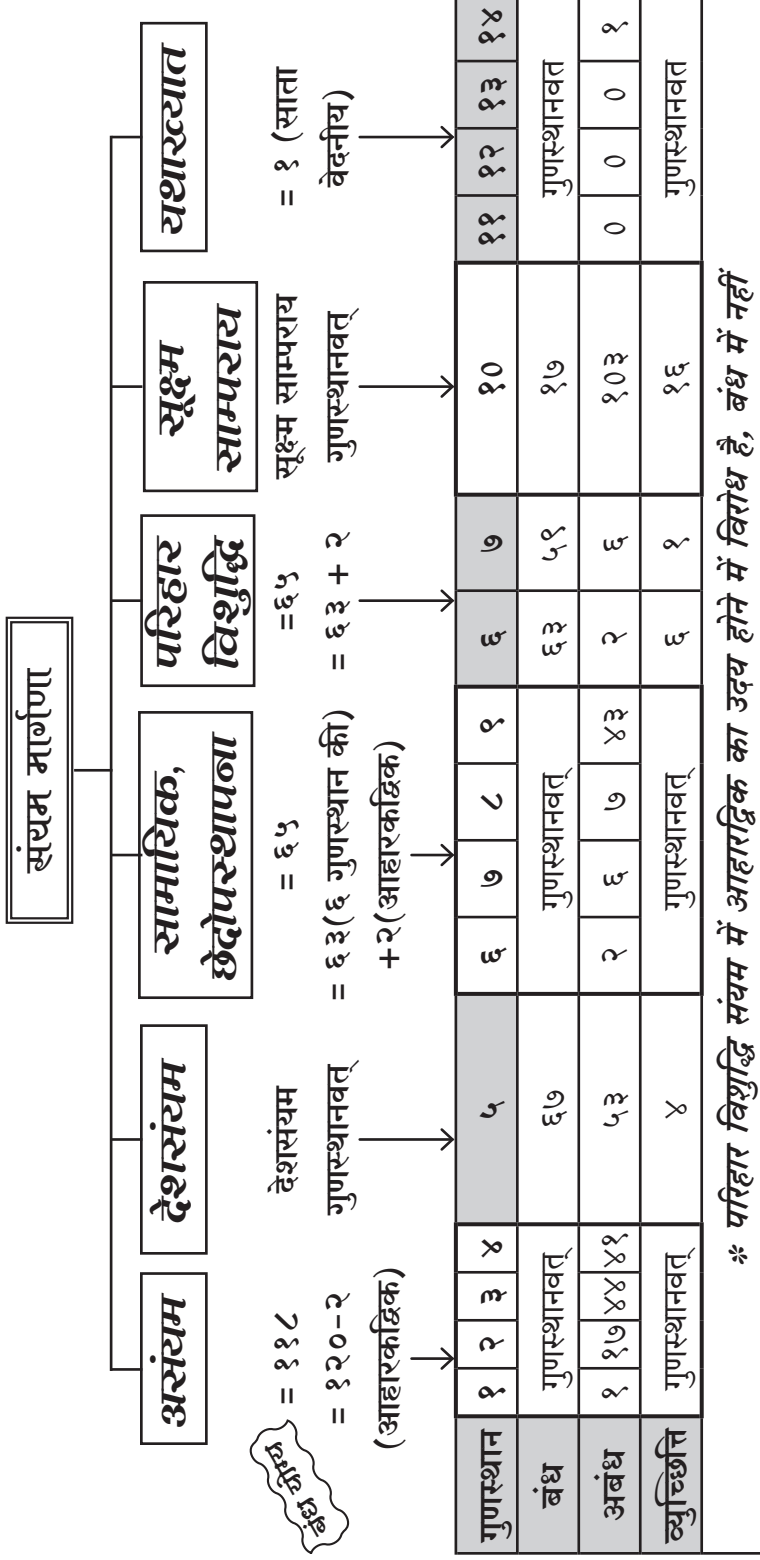 संयम मार्गणा
असंयम
देशसंयम
सामायिक,
छेदोपस्थापना
परिहार
विशुद्धि
सूक्ष्म
साम्पराय
यथाख्यात
बंध योग्य
= ११८
= १२०-२
(आहारकद्विक)
देशसंयम
गुणस्थानवत्
= ६५
= ६३(६ गुणस्थान की)
+२(आहारकद्विक)
=६५
= ६३ + २
सूक्ष्म साम्पराय
गुणस्थानवत्
= १ (साता
वेदनीय)
गुणस्थान १ २ ३ ४ ५ ६ ७ ८ ९ ६ ७ १० ११ १२ १३ १४
बंध गुणस्थानवत् ६७ गुणस्थानवत् ६३ ५९ १७ गुणस्थानवत्
अबंध १ १७ ४४ ४१ ५३ २ ६ ७ ४३ २ ६ १०३ ० ० ० १
व्युच्छित्ति गुणस्थानवत् ४ गुणस्थानवत् ६ १ १६ गुणस्थानवत्
* परिहार विशुद्धि संयम में आहारद्विक का उदय होने में विरोध है, बंध में नहीं